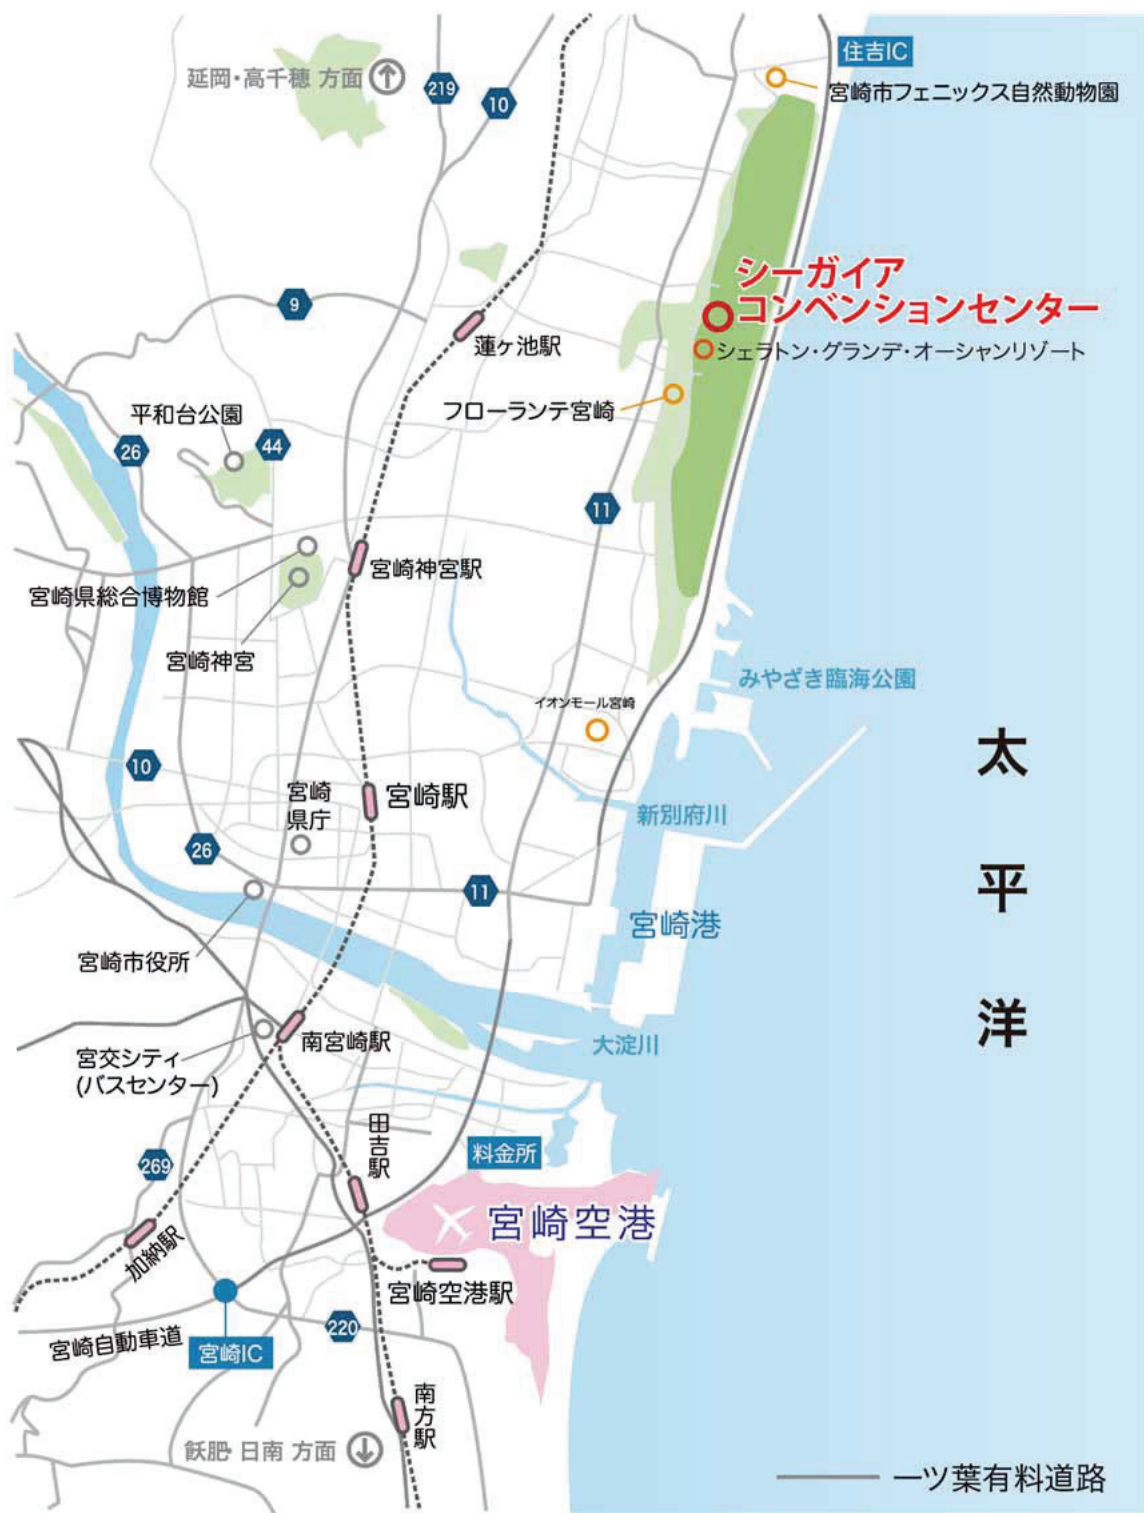 住吉IC
延岡・高千穂 方面
219
10
宮崎市フェニックス自然動物園
シーガイア
コンベンションセンター
9
蓮ヶ池駅
シェラトン・グランデ・オーシャンリゾート
フローランテ宮崎
平和台公園
26
44
11
宮崎神宮駅
宮崎県総合博物館
宮崎神宮
みやざき臨海公園
イオンモール宮崎
太平洋
10
宮崎
県庁
宮崎駅
新別府川
26
11
宮崎港
宮崎市役所
南宮崎駅
大淀川
宮交シティ
(バスセンター)
田吉駅
料金所
269
宮崎空港
加納駅
宮崎空港駅
宮崎自動車道
宮崎IC
220
南方駅
飫肥・日南 方面
一ツ葉有料道路